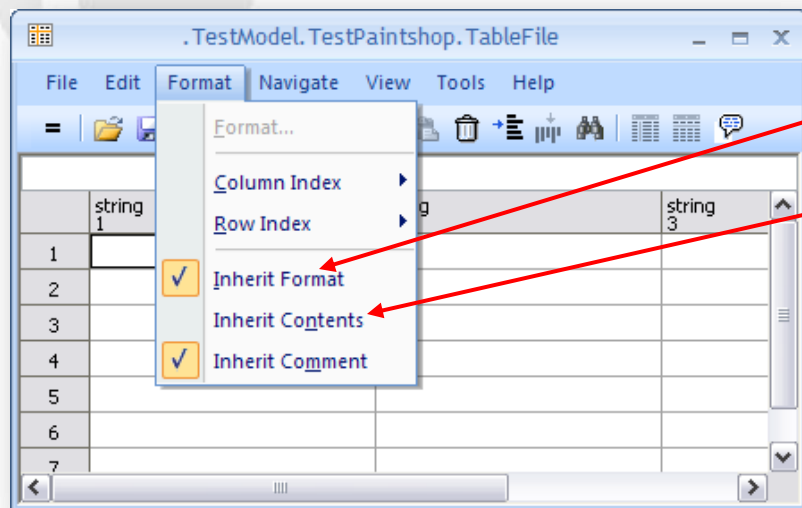 .TestModel.TestPaintshop.TableFile
File Edit Format Navigate View Tools Help
Format...
Column Index
Row Index
Inherit Format
Inherit Contents
Inherit Comment
string
1
g
string
3
1
2
3
4
5
6
7